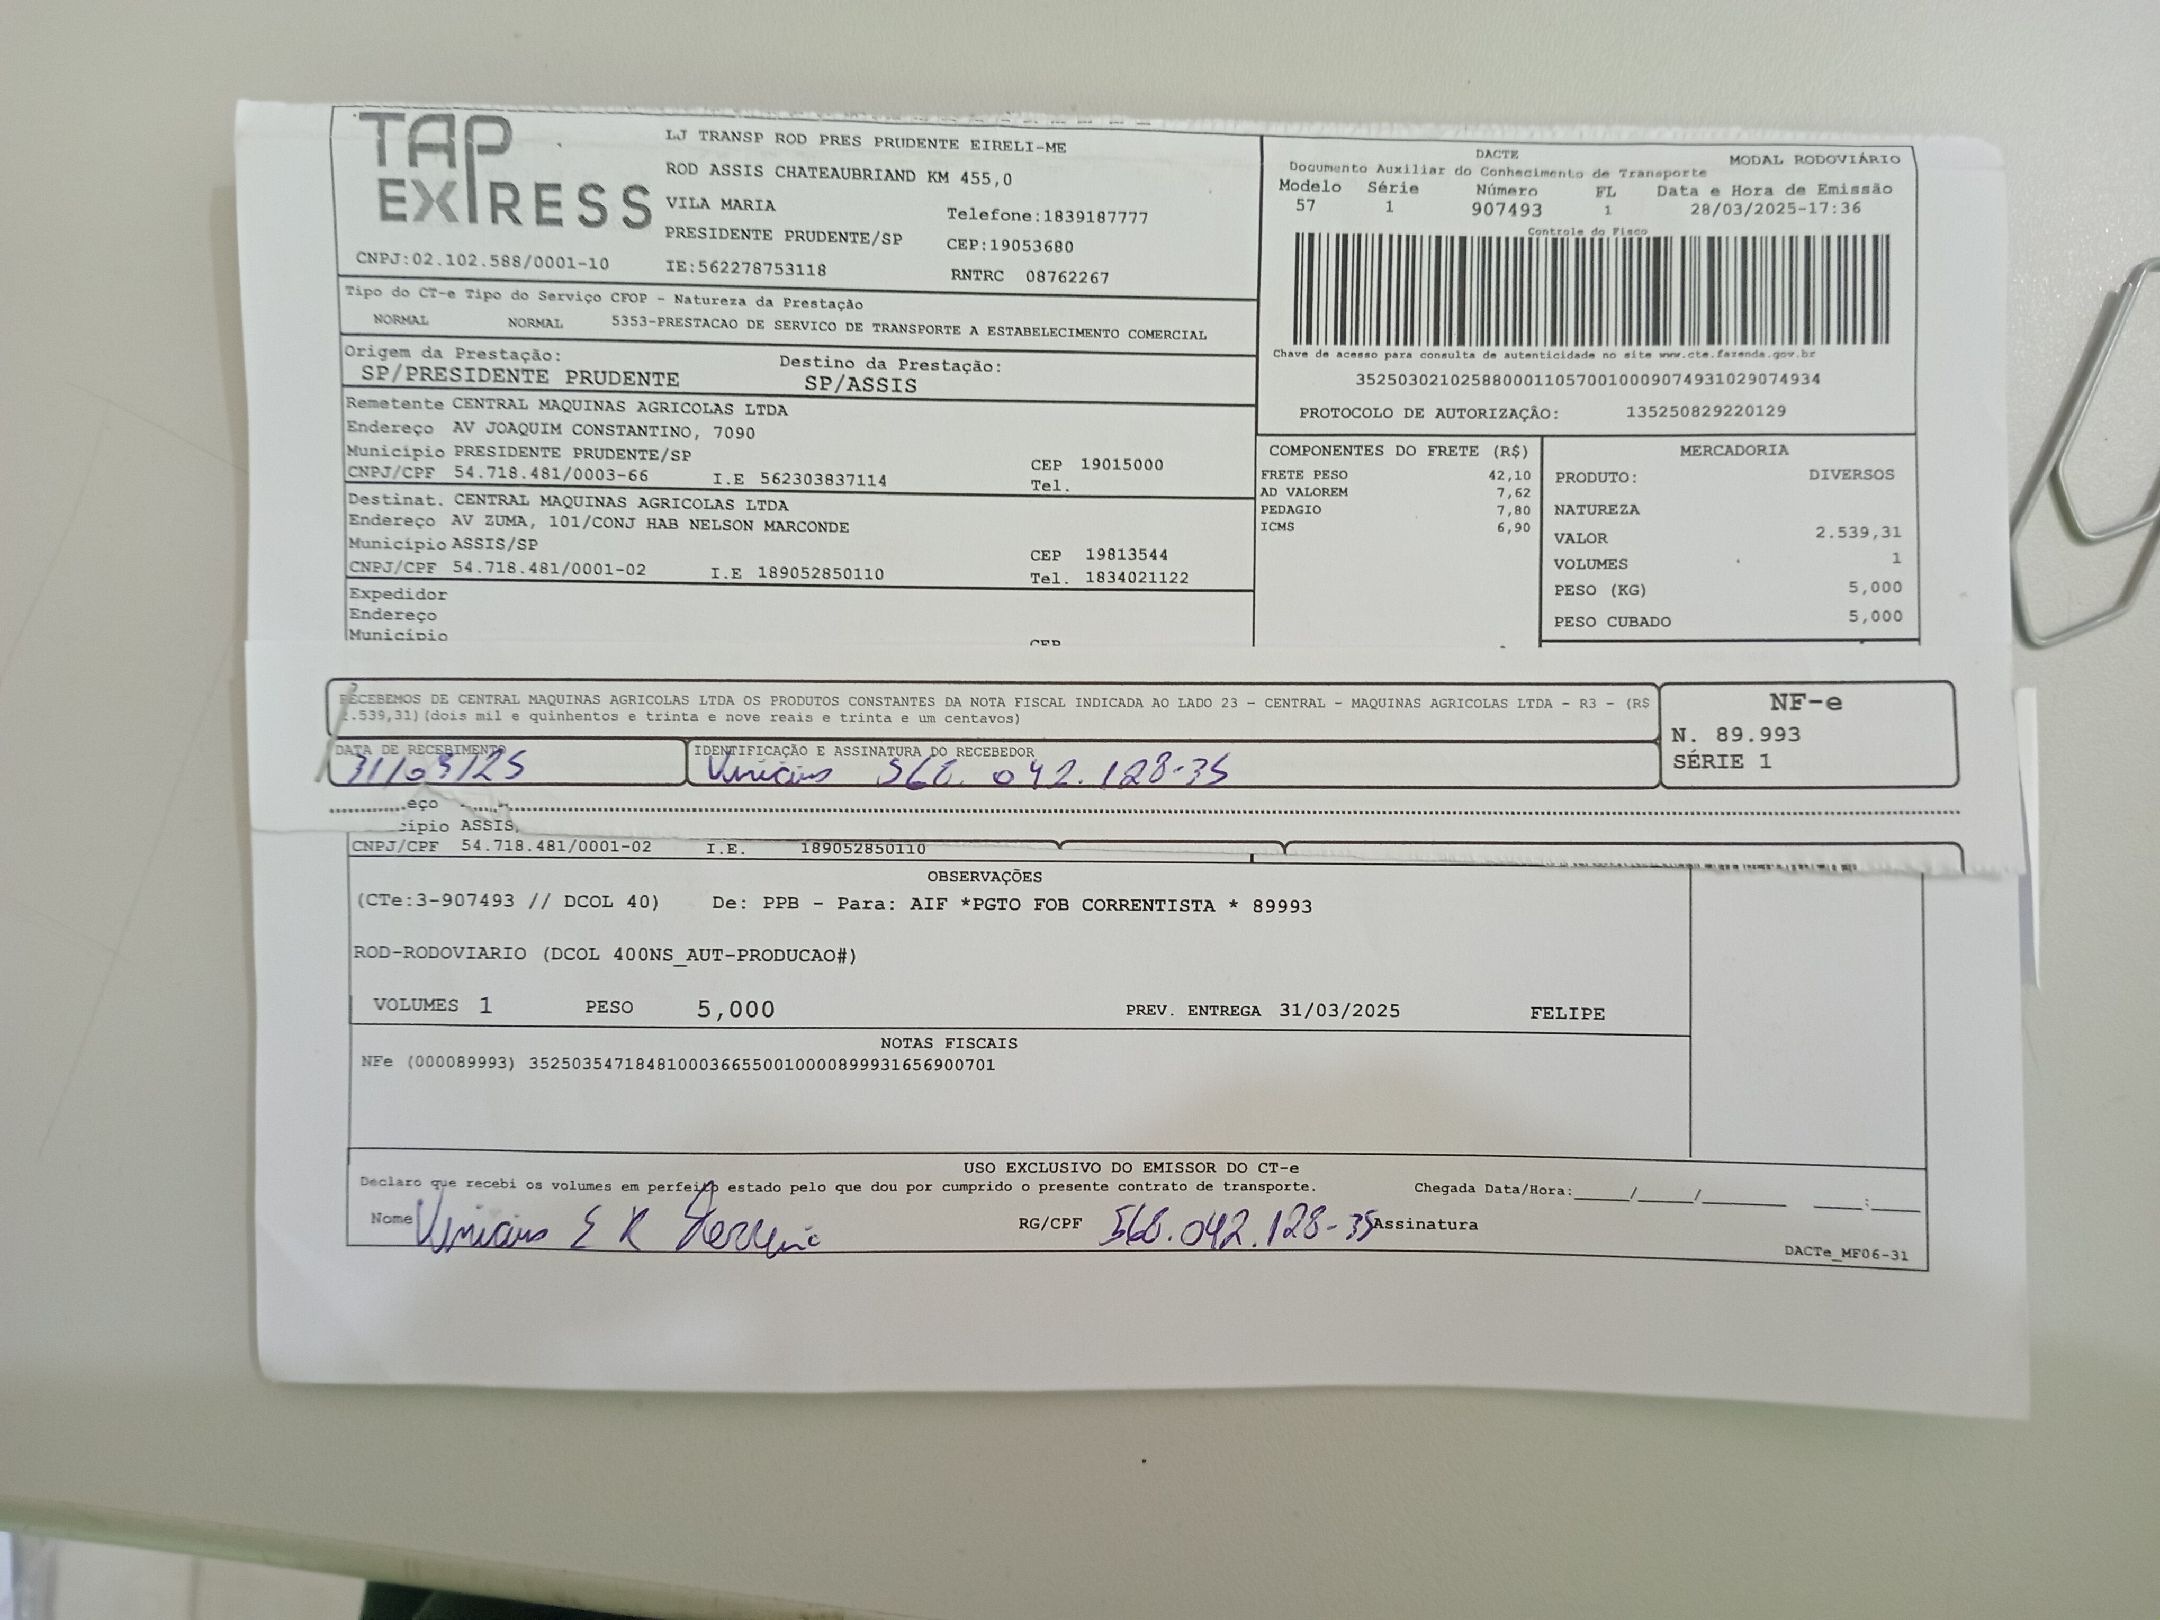 TAP EXPRESS
LJ TRANSP ROD PRES PRUDENTE EIRELI-ME
ROD ASSIS CHATEAUBRIAND KM 455,0
VILA MARIA
Telefone:1839187777
PRESIDENTE PRUDENTE/SP
CEP:19053680
CNPJ:02.102.588/0001-10
IE:562278753118
RNTRC 08762267
Tipo do CT-e Tipo do Serviço CFOP - Natureza da Prestação
NORMAL NORMAL 5353-PRESTACAO DE SERVICO DE TRANSPORTE A ESTABELECIMENTO COMERCIAL
Origem da Prestação: Destino da Prestação:
SP/PRESIDENTE PRUDENTE SP/ASSIS
Remetente CENTRAL MAQUINAS AGRICOLAS LTDA
Endereço AV JOAQUIM CONSTANTINO, 7090
Município PRESIDENTE PRUDENTE/SP CEP 19015000
CNPJ/CPF 54.718.481/0003-66 I.E 562303837114 Tel.
Destinat. CENTRAL MAQUINAS AGRICOLAS LTDA
Endereço AV ZUMA, 101/CONJ HAB NELSON MARCONDE
Município ASSIS/SP CEP 19813544
CNPJ/CPF 54.718.481/0001-02 I.E 189052850110 Tel. 1834021122
Expedidor
Endereço
Município
DACTE MODAL RODOVIÁRIO
Documento Auxiliar do Conhecimento de Transporte
Modelo Série Número FL Data e Hora de Emissão
57 1 907493 1 28/03/2025-17:36
Controle do Fisco
Chave de acesso para consulta de autenticidade no site www.cte.fazenda.gov.br
35250302102588000110570010009074931029074934
PROTOCOLO DE AUTORIZAÇÃO: 135250829220129
COMPONENTES DO FRETE (R$)
FRETE PESO 42,10
AD VALOREM 7,62
PEDAGIO 7,80
ICMS 6,90
MERCADORIA
PRODUTO: DIVERSOS
NATUREZA
VALOR 2.539,31
VOLUMES 1
PESO (KG) 5,000
PESO CUBADO 5,000
RECEBEMOS DE CENTRAL MAQUINAS AGRICOLAS LTDA OS PRODUTOS CONSTANTES DA NOTA FISCAL INDICADA AO LADO 23 - CENTRAL - MAQUINAS AGRICOLAS LTDA - R3 - (R$
2.539,31)(dois mil e quinhentos e trinta e nove reais e trinta e um centavos)
DATA DE RECEBIMENTO IDENTIFICAÇÃO E ASSINATURA DO RECEBEDOR
31/03/25 Vinicius 568.042.128-35
NF-e
N. 89.993
SÉRIE 1
eço
cípio ASSIS
CNPJ/CPF 54.718.481/0001-02 I.E. 189052850110
OBSERVAÇÕES
(CTe:3-907493 // DCOL 40) De: PPB - Para: AIF *PGTO FOB CORRENTISTA * 89993
ROD-RODOVIARIO (DCOL 400NS_AUT-PRODUCAO#)
VOLUMES 1 PESO 5,000 PREV. ENTREGA 31/03/2025 FELIPE
NOTAS FISCAIS
NFe (000089993) 35250354718481000366550010000899931656900701
USO EXCLUSIVO DO EMISSOR DO CT-e
Declaro que recebi os volumes em perfeito estado pelo que dou por cumprido o presente contrato de transporte. Chegada Data/Hora:_____/_____/_______ ____:____
Nome Vinicius E R RG/CPF 568.042.128-35 Assinatura
DACTe_MF06-31